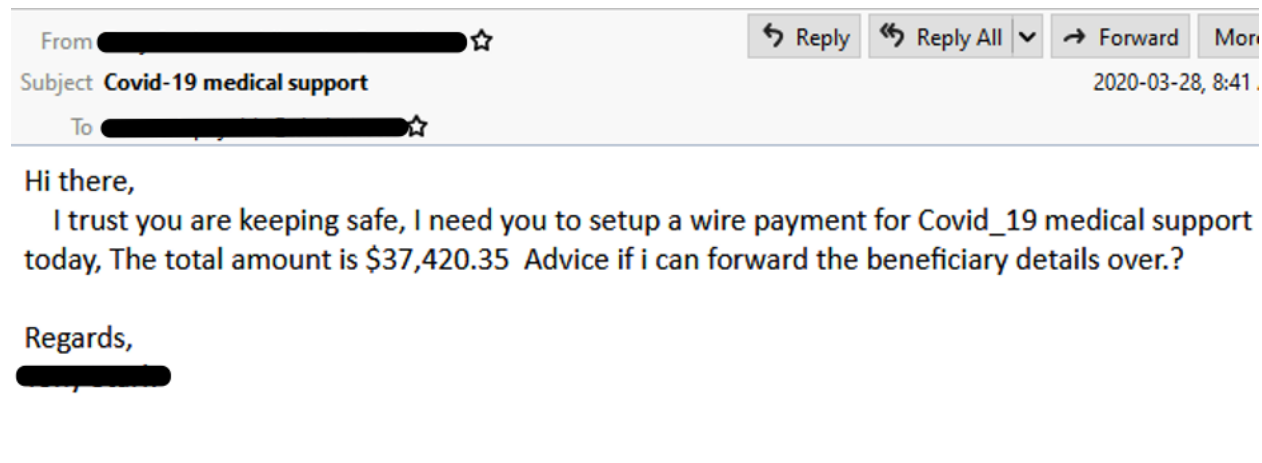 From
Reply Reply All Forward
Subject Covid-19 medical support
2020-03-28, 8:41
To
Hi there,
I trust you are keeping safe, I need you to setup a wire payment for Covid_19 medical support
today, The total amount is $37,420.35 Advice if i can forward the beneficiary details over.?
Regards,